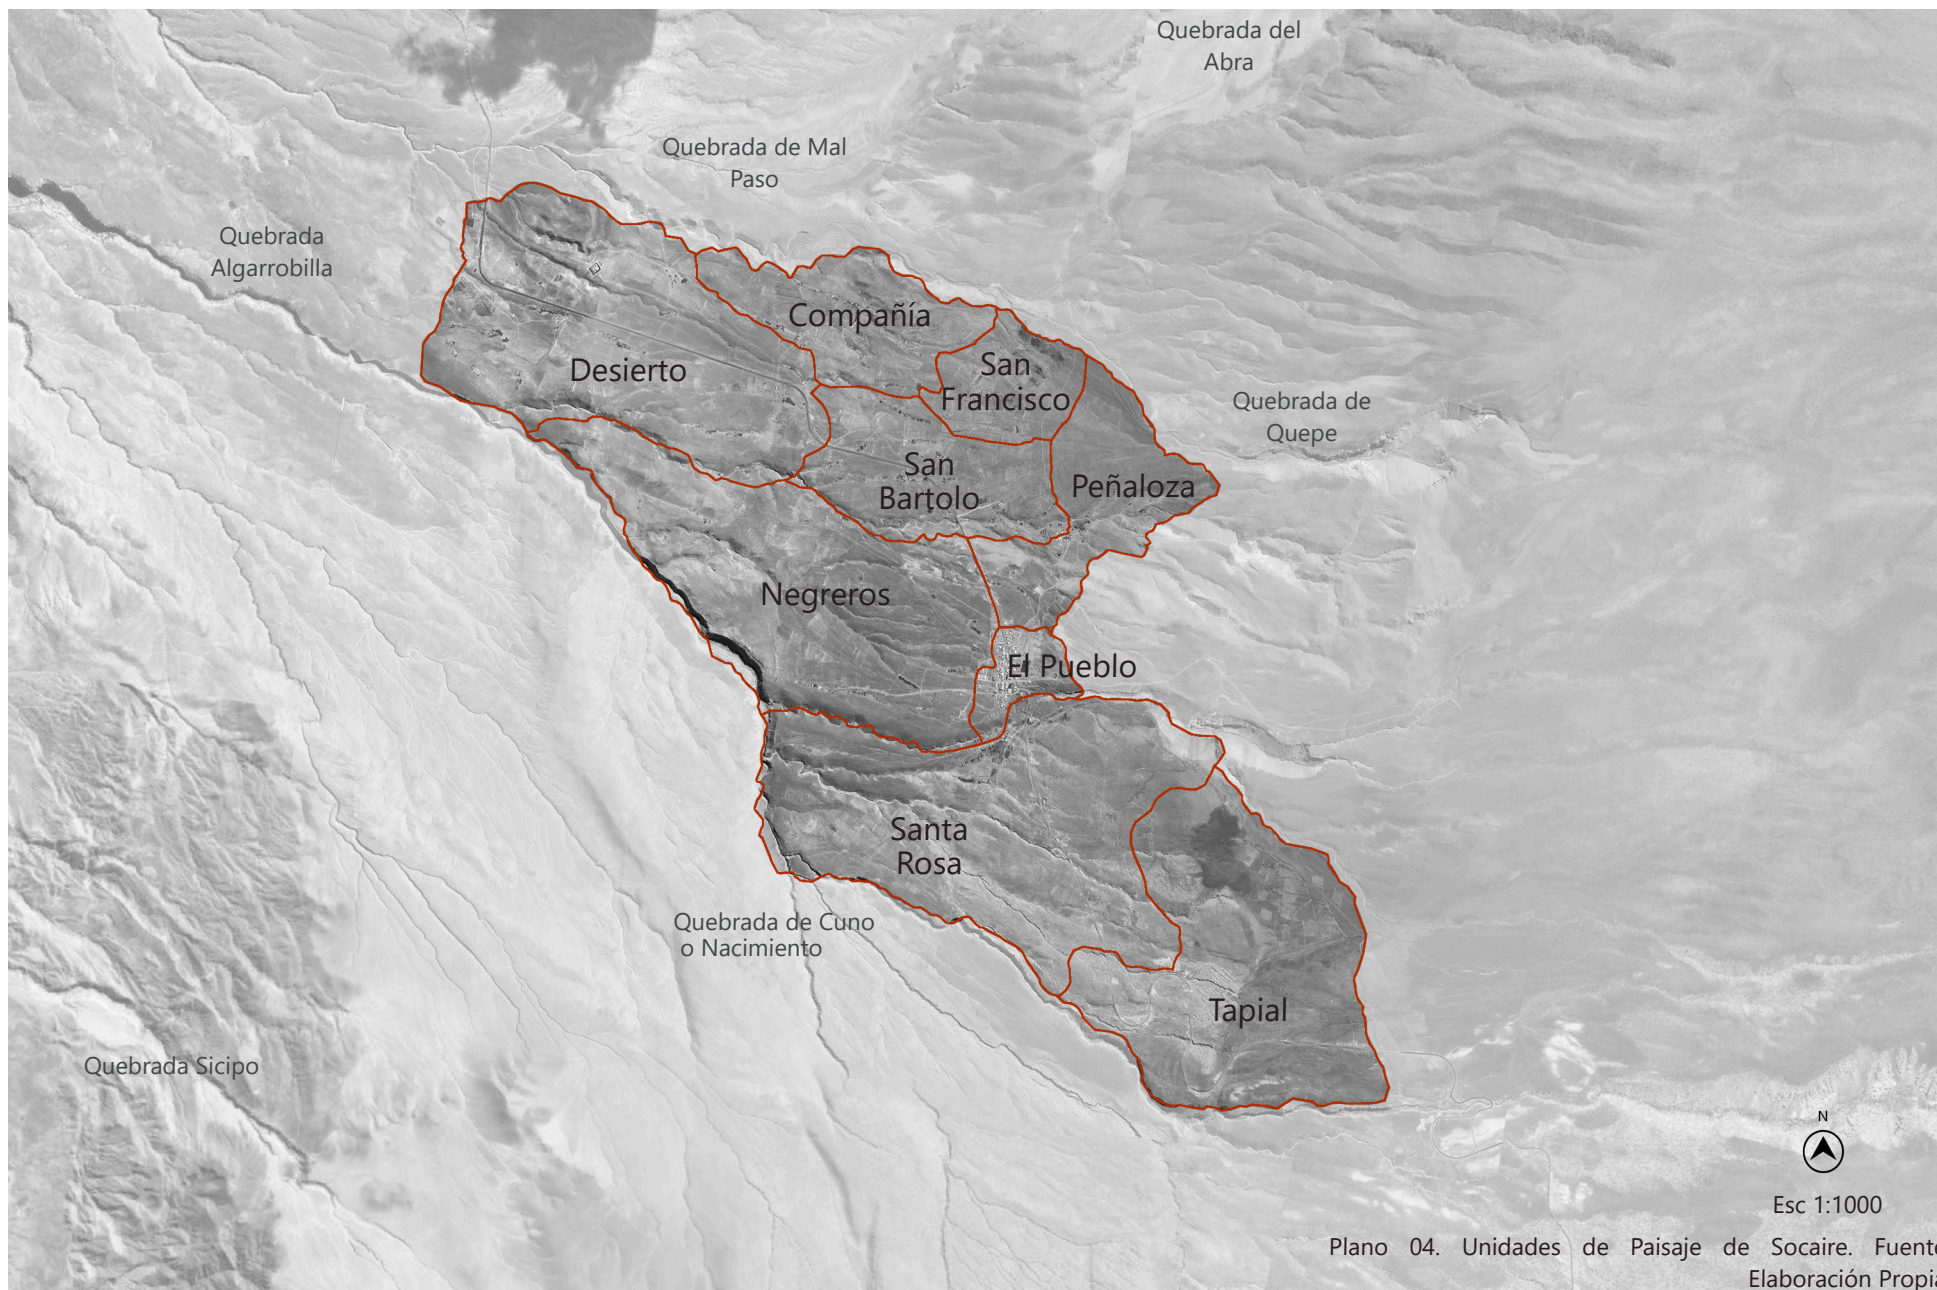 Quebrada del
Abra
Quebrada de Mal
Paso
Quebrada
Algarrobilla
Compañía
Desierto
San
Francisco
Quebrada de
Quepe
San
Bartolo
Peñaloza
Negreros
El Pueblo
Santa
Rosa
Quebrada de Cuno
o Nacimiento
Tapial
Quebrada Sicipo
N
Esc 1:1000
Plano 04. Unidades de Paisaje de Socaire. Fuente
Elaboración Propia